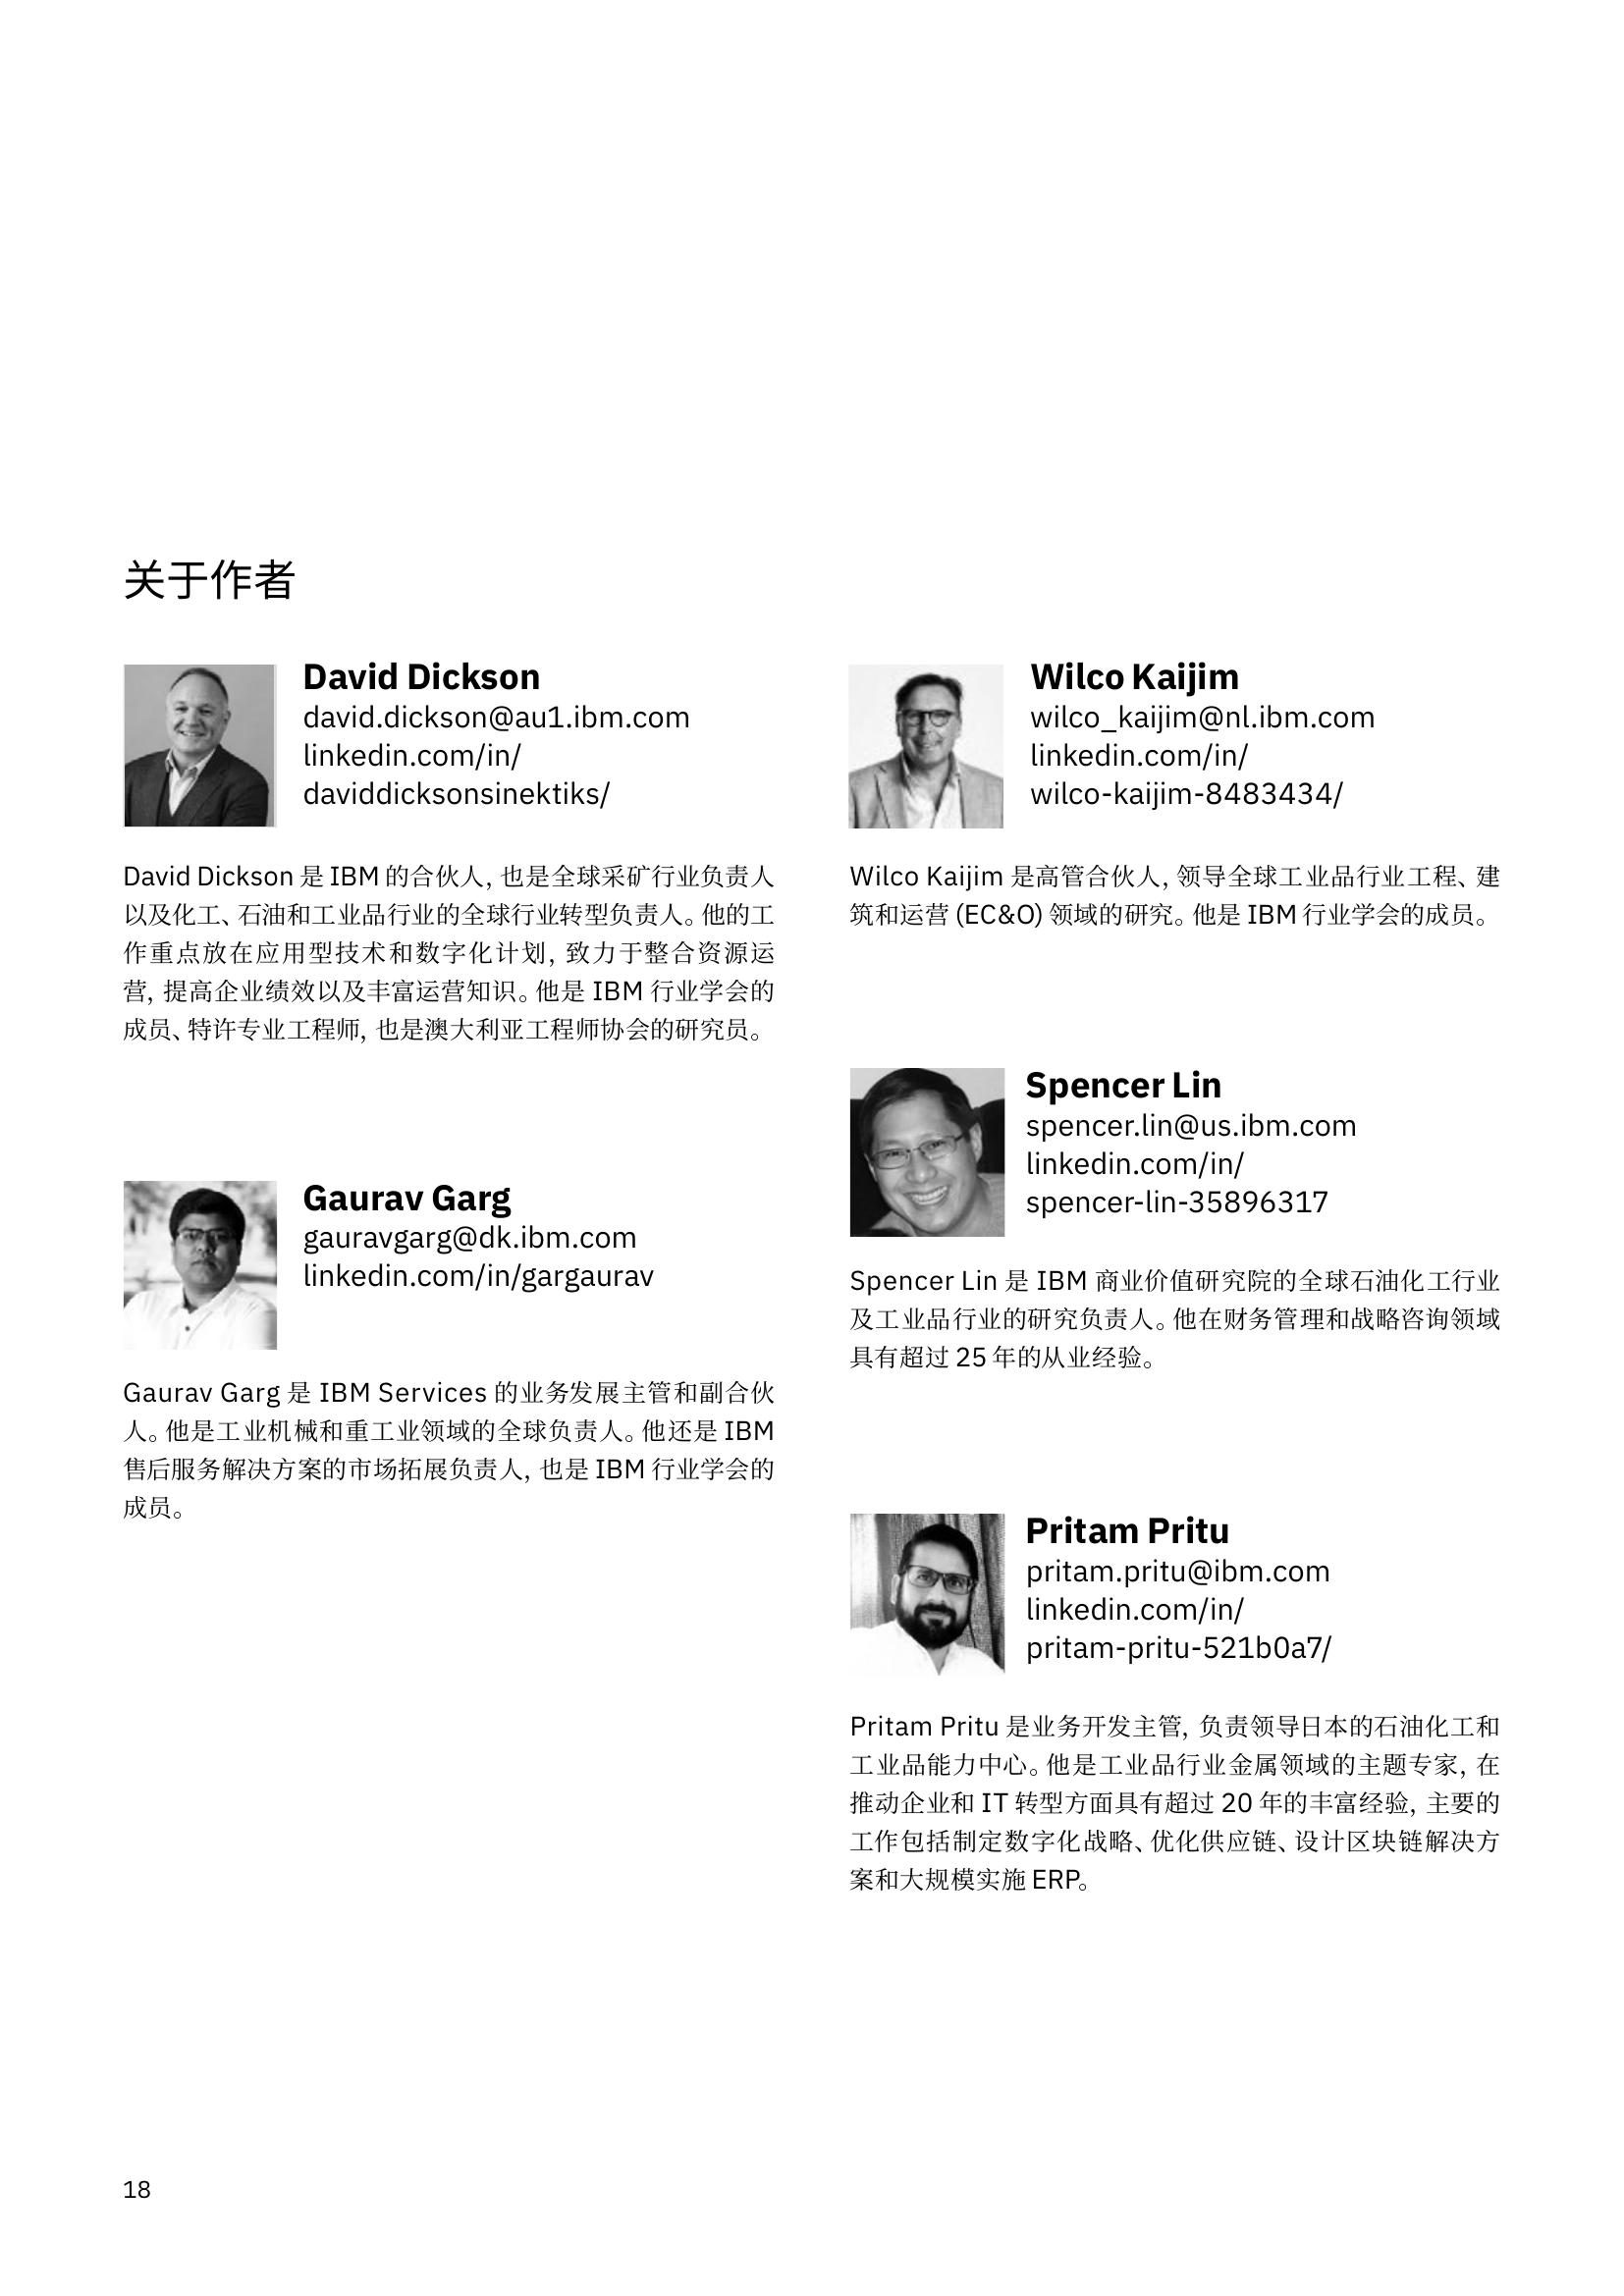 关于作者
David Dickson
david.dickson@au1.ibm.com
linkedin.com/in/
daviddicksonsinektiks/
David Dickson 是 IBM 的合伙人, 也是全球采矿行业负责人
以及化工、石油和工业品行业的全球行业转型负责人。他的工
作重点放在应用型技术和数字化计划, 致力于整合资源运
营, 提高企业绩效以及丰富运营知识。他是 IBM 行业学会的
成员、特许专业工程师, 也是澳大利亚工程师协会的研究员。
Gaurav Garg
gauravgarg@dk.ibm.com
linkedin.com/in/gargaurav
Gaurav Garg 是 IBM Services 的业务发展主管和副合伙
人。他是工业机械和重工业领域的全球负责人。他还是 IBM
售后服务解决方案的市场拓展负责人, 也是 IBM 行业学会的
成员。
Wilco Kaijim
wilco_kaijim@nl.ibm.com
linkedin.com/in/
wilco-kaijim-8483434/
Wilco Kaijim 是高管合伙人, 领导全球工业品行业工程、建
筑和运营 (EC&O) 领域的研究。他是 IBM 行业学会的成员。
Spencer Lin
spencer.lin@us.ibm.com
linkedin.com/in/
spencer-lin-35896317
Spencer Lin 是 IBM 商业价值研究院的全球石油化工行业
及工业品行业的研究负责人。他在财务管理和战略咨询领域
具有超过 25 年的从业经验。
Pritam Pritu
pritam.pritu@ibm.com
linkedin.com/in/
pritam-pritu-521b0a7/
Pritam Pritu 是业务开发主管, 负责领导日本的石油化工和
工业品能力中心。他是工业品行业金属领域的主题专家, 在
推动企业和 IT 转型方面具有超过 20 年的丰富经验, 主要的
工作包括制定数字化战略、优化供应链、设计区块链解决方
案和大规模实施 ERP。
18